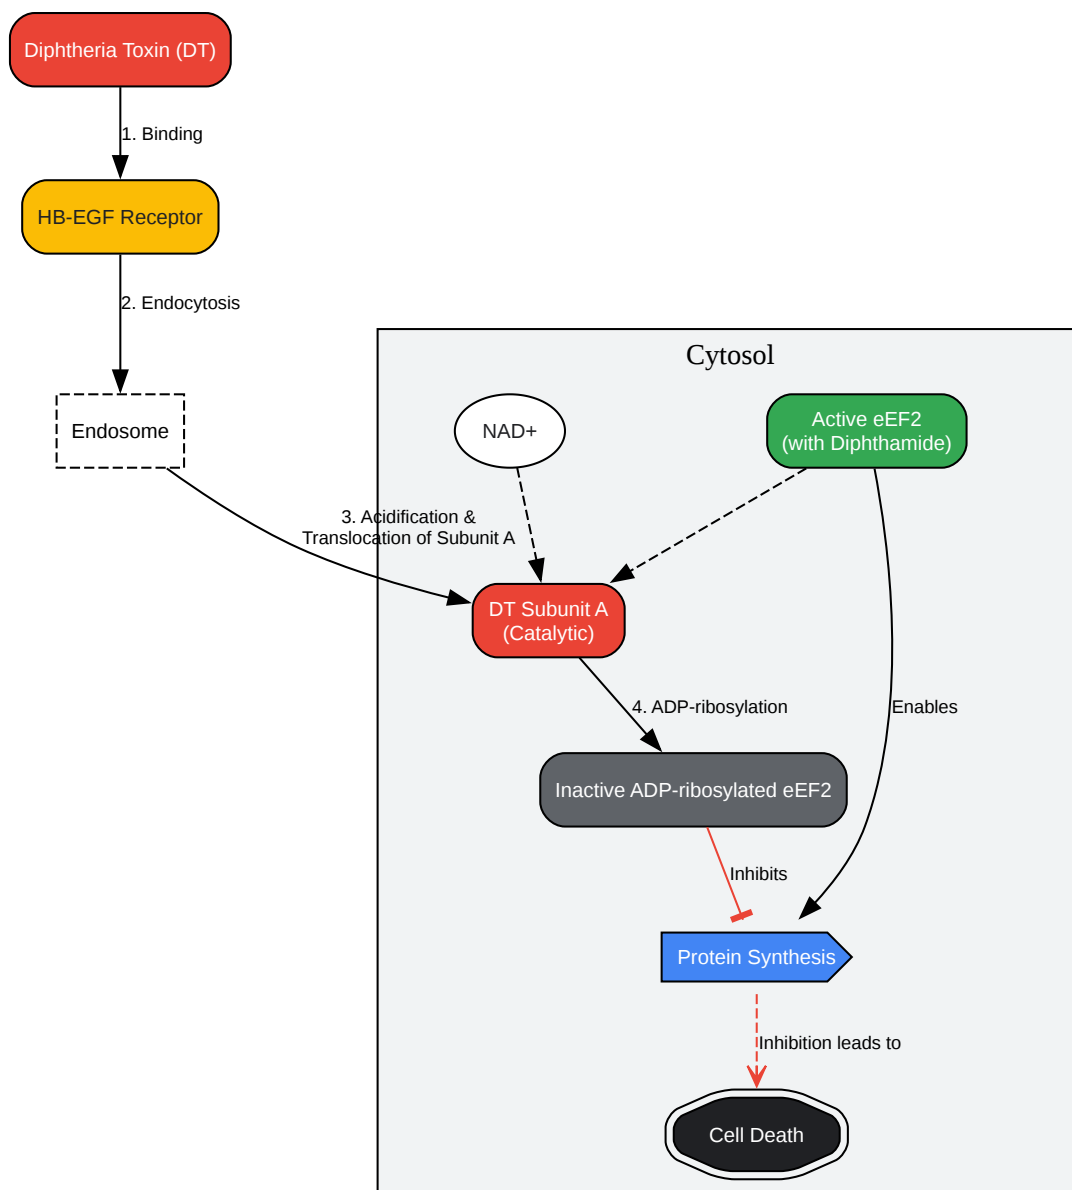 Diphtheria Toxin (DT)
1. Binding
HB-EGF Receptor
2. Endocytosis
Endosome
Cytosol
NAD+
Active eEF2
(with Diphthamide)
3. Acidification &
Translocation of Subunit A
DT Subunit A
(Catalytic)
4. ADP-ribosylation
Enables
Inactive ADP-ribosylated eEF2
Inhibits
Protein Synthesis
Inhibition leads to
Cell Death